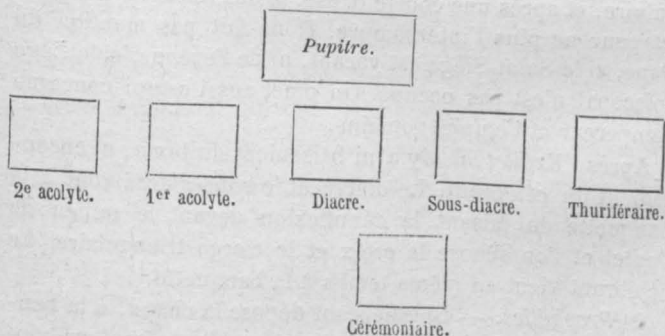 Pupitre.
2e acolyte. 1er acolyte. Diacre. Sous-diacre. Thuriféraire.
Cérémoniaire.